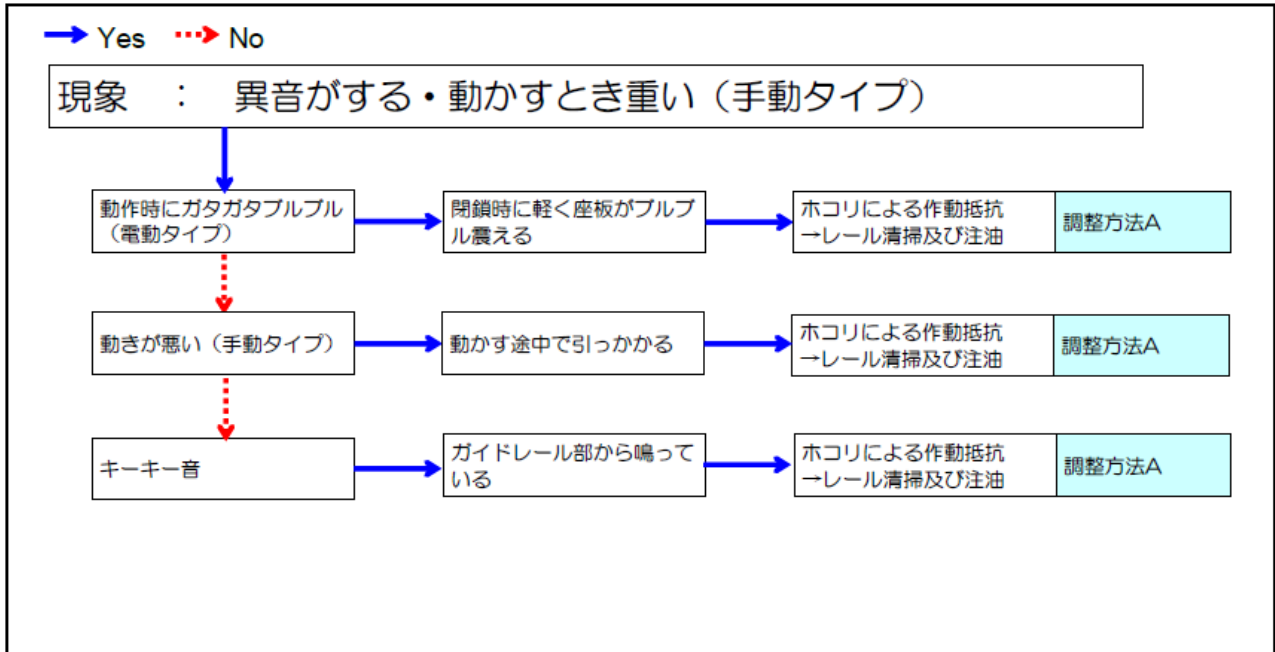 Yes No
現象 : 異音がする・動かすとき重い（手動タイプ）
動作時にガタガタブルブル
（電動タイプ）
閉鎖時に軽く座板がブルブ
ル震える
ホコリによる作動抵抗
→レール清掃及び注油
調整方法A
動きが悪い（手動タイプ）
動かす途中で引っかかる
ホコリによる作動抵抗
→レール清掃及び注油
調整方法A
キーキー音
ガイドレール部から鳴って
いる
ホコリによる作動抵抗
→レール清掃及び注油
調整方法A